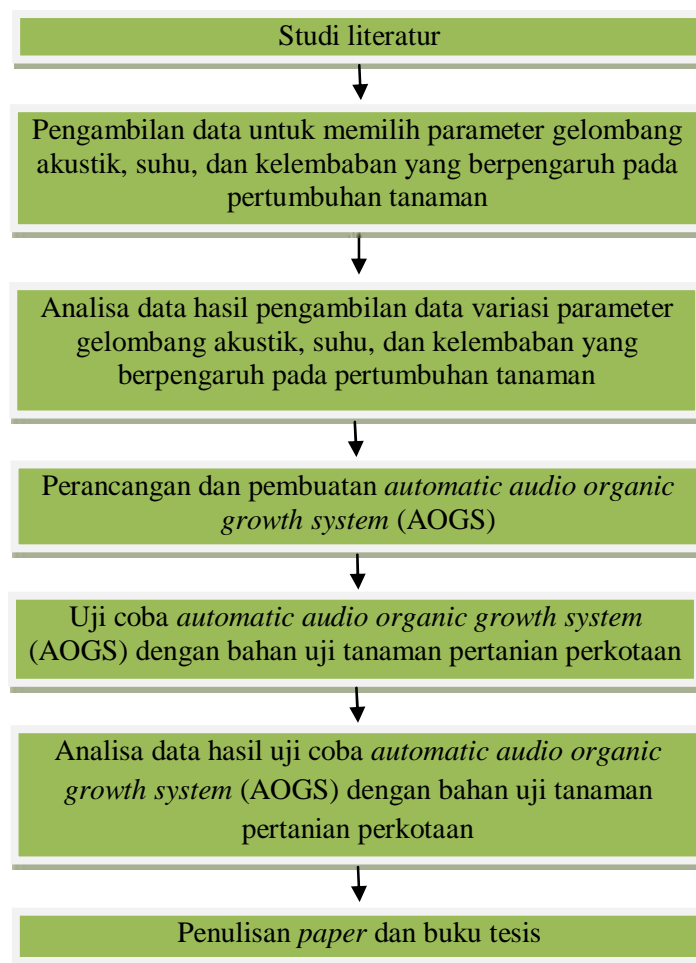 Studi literatur
Pengambilan data untuk memilih parameter gelombang
akustik, suhu, dan kelembaban yang berpengaruh pada
pertumbuhan tanaman
Analisa data hasil pengambilan data variasi parameter
gelombang akustik, suhu, dan kelembaban yang
berpengaruh pada pertumbuhan tanaman
Perancangan dan pembuatan automatic audio organic
growth system (AOGS)
Uji coba automatic audio organic growth system
(AOGS) dengan bahan uji tanaman pertanian perkotaan
Analisa data hasil uji coba automatic audio organic
growth system (AOGS) dengan bahan uji tanaman
pertanian perkotaan
Penulisan paper dan buku tesis